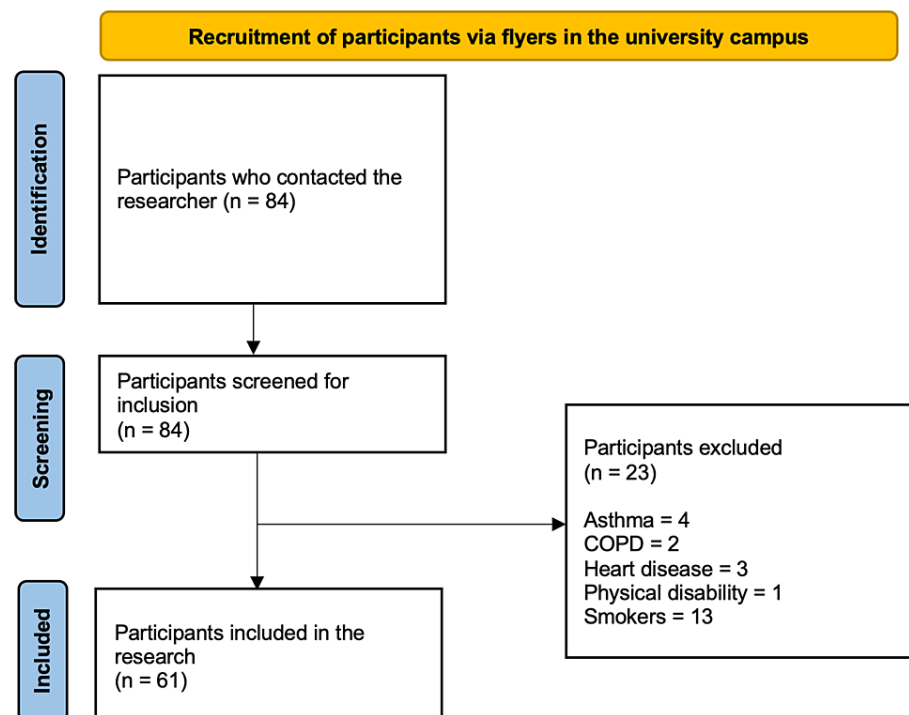 Recruitment of participants via flyers in the university campus
Identification
Participants who contacted the
researcher (n = 84)
Screening
Participants screened for
inclusion
(n = 84)
Participants excluded
(n = 23)
Asthma = 4
COPD = 2
Heart disease = 3
Physical disability = 1
Smokers = 13
Included
Participants included in the
research
(n = 61)